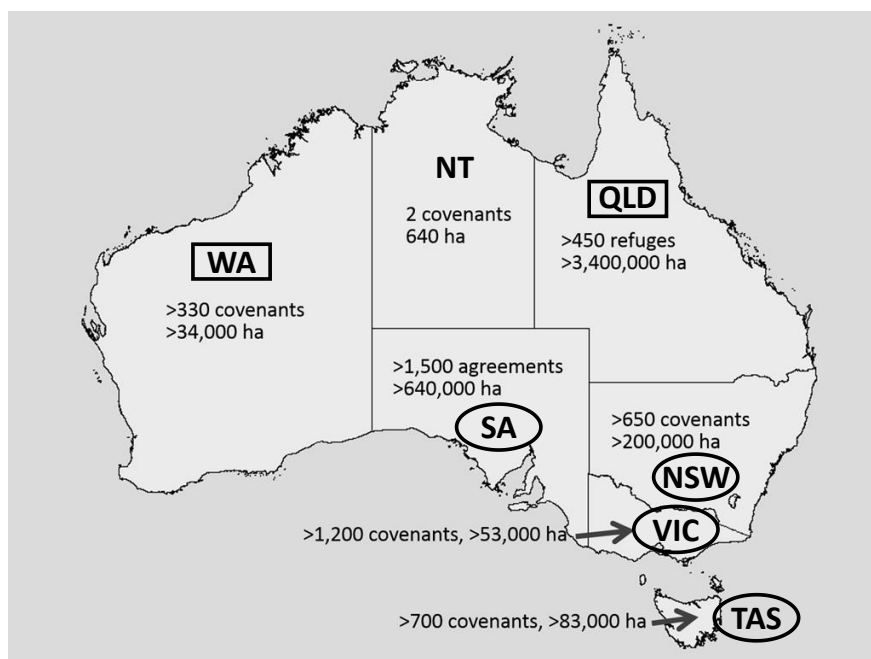 NT
2 covenants
640 ha
QLD
>450 refuges
>3,400,000 ha
WA
>330 covenants
>34,000 ha
>1,500 agreements
>640,000 ha
SA
>650 covenants
>200,000 ha
NSW
>1,200 covenants, >53,000 ha
VIC
>700 covenants, >83,000 ha
TAS